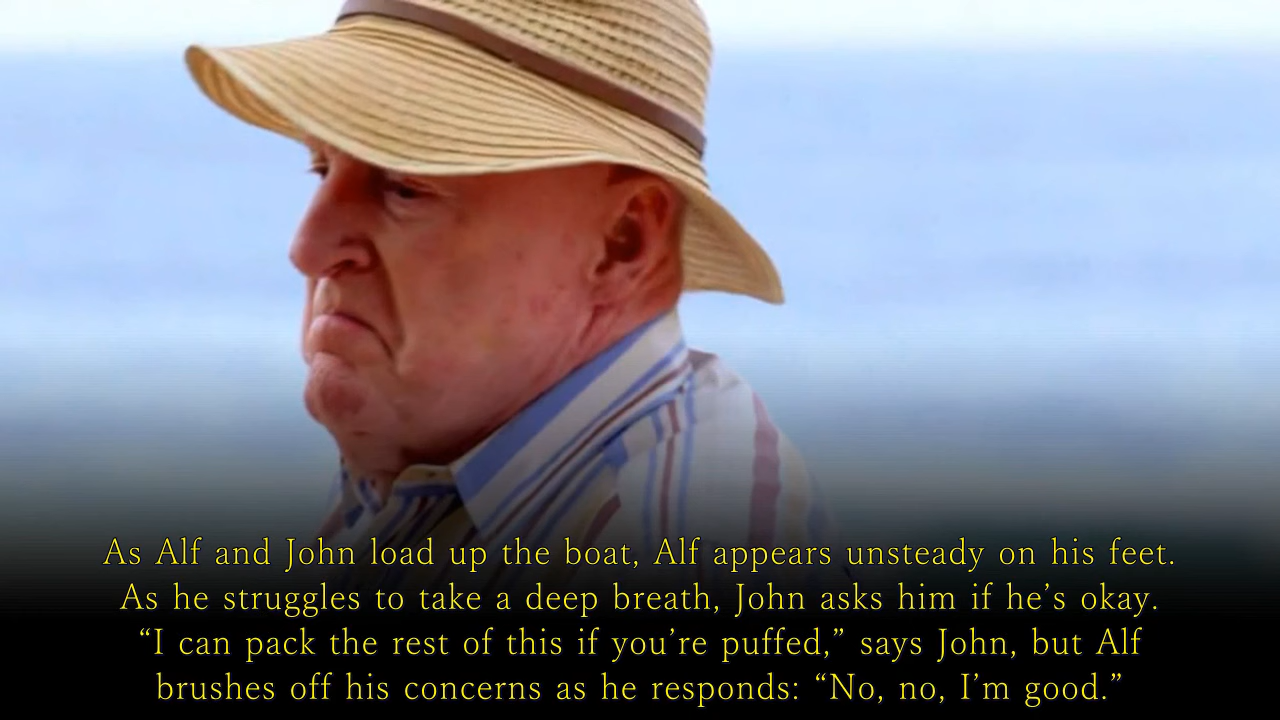 As Alf and John load up the boat, Alf appears unsteady on his feet.
As he struggles to take a deep breath, John asks him if he’s okay.
“I can pack the rest of this if you’re puffed,” says John, but Alf
brushes off his concerns as he responds: “No, no, I’m good.”